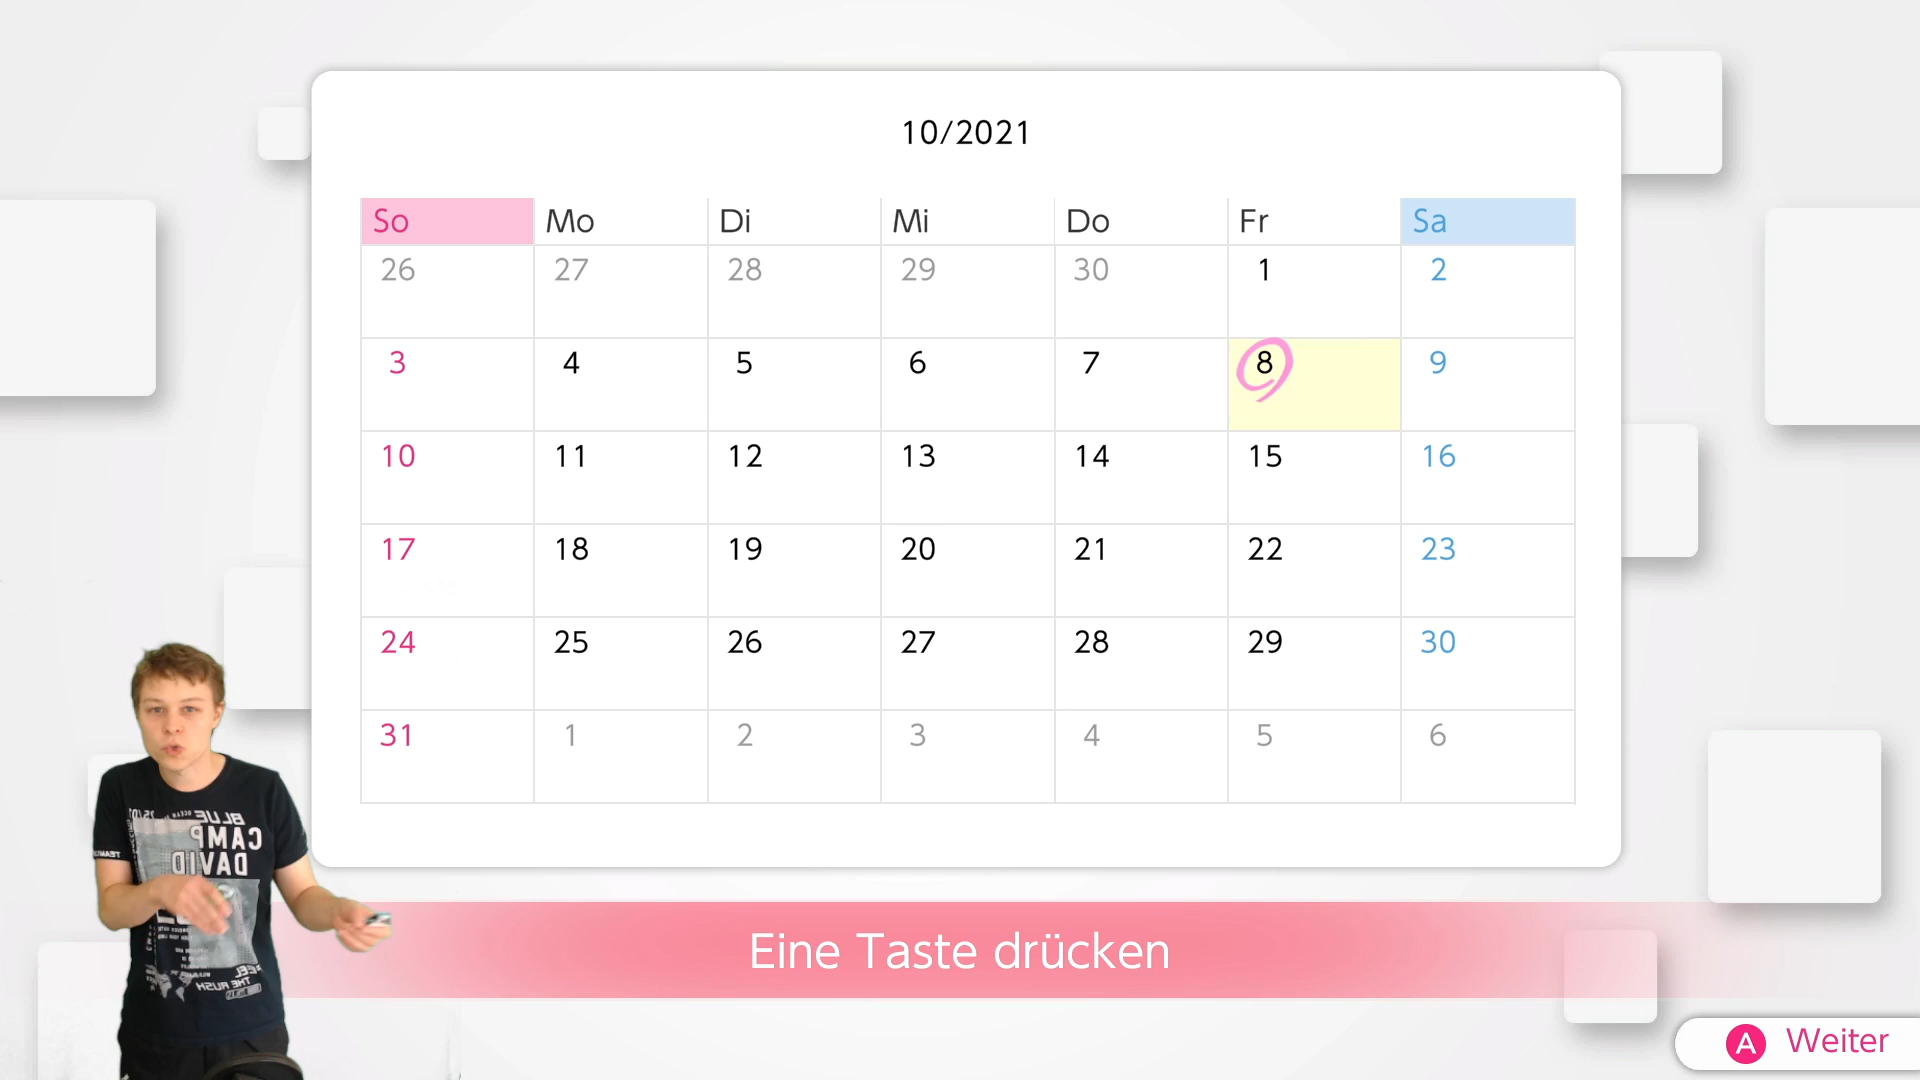 10/2021
So Mo Di Mi Do Fr Sa
26 27 28 29 30 1 2
3 4 5 6 7 8 9
10 11 12 13 14 15 16
17 18 19 20 21 22 23
24 25 26 27 28 29 30
31 1 2 3 4 5 6
BLUE
CAMP
DAVID
REEL
THE RUSH
Eine Taste drücken
A Weiter